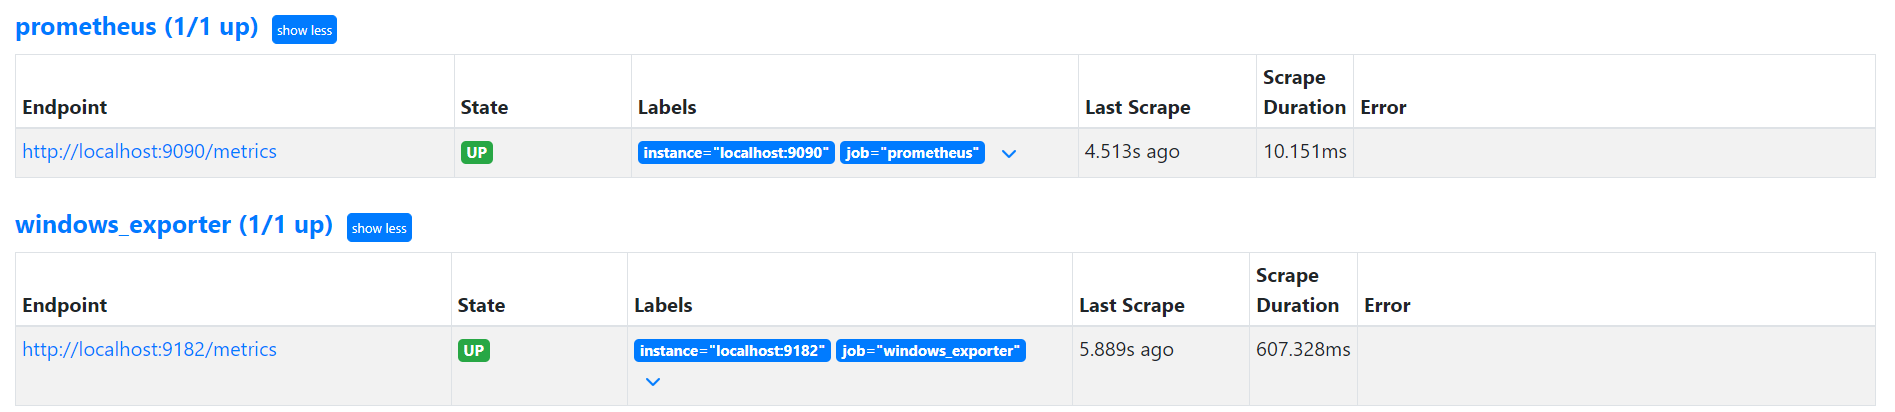 prometheus (1/1 up) show less
Endpoint State Labels Last Scrape Scrape Duration Error
http://localhost:9090/metrics UP instance="localhost:9090" job="prometheus" 4.513s ago 10.151ms
windows_exporter (1/1 up) show less
Endpoint State Labels Last Scrape Scrape Duration Error
http://localhost:9182/metrics UP instance="localhost:9182" job="windows_exporter" 5.889s ago 607.328ms